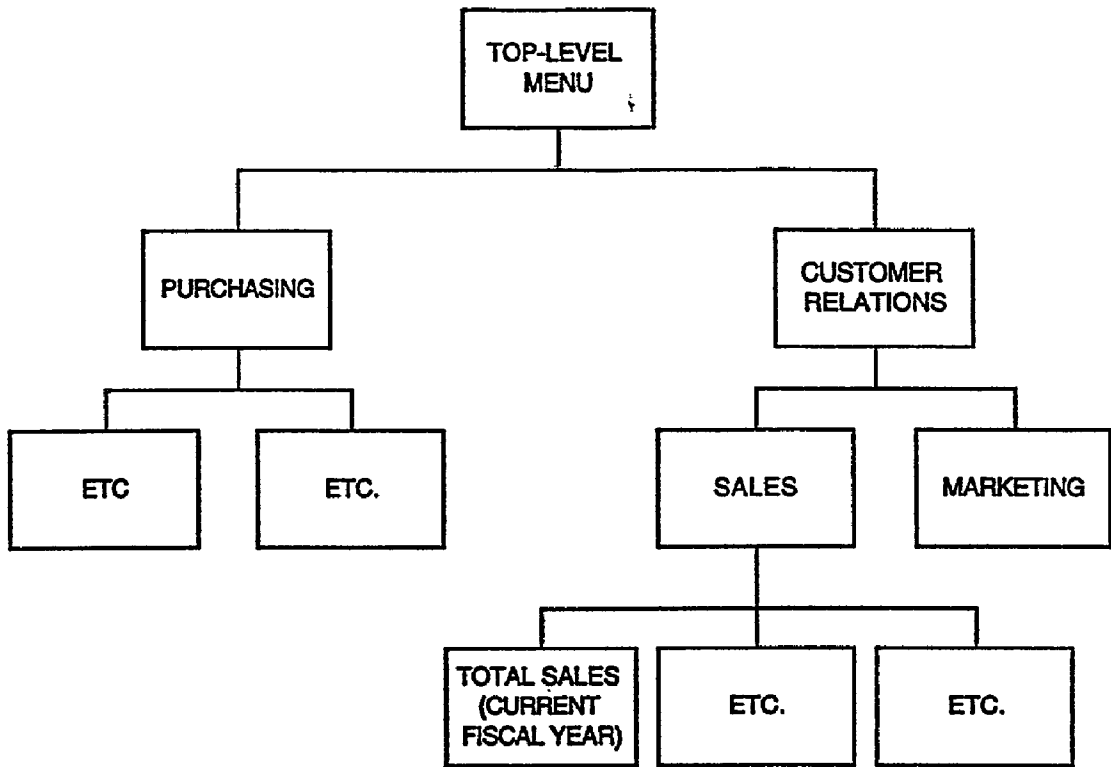 TOP-LEVEL
MENU
PURCHASING
CUSTOMER
RELATIONS
ETC
ETC.
SALES
MARKETING
TOTAL SALES
(CURRENT
FISCAL YEAR)
ETC.
ETC.